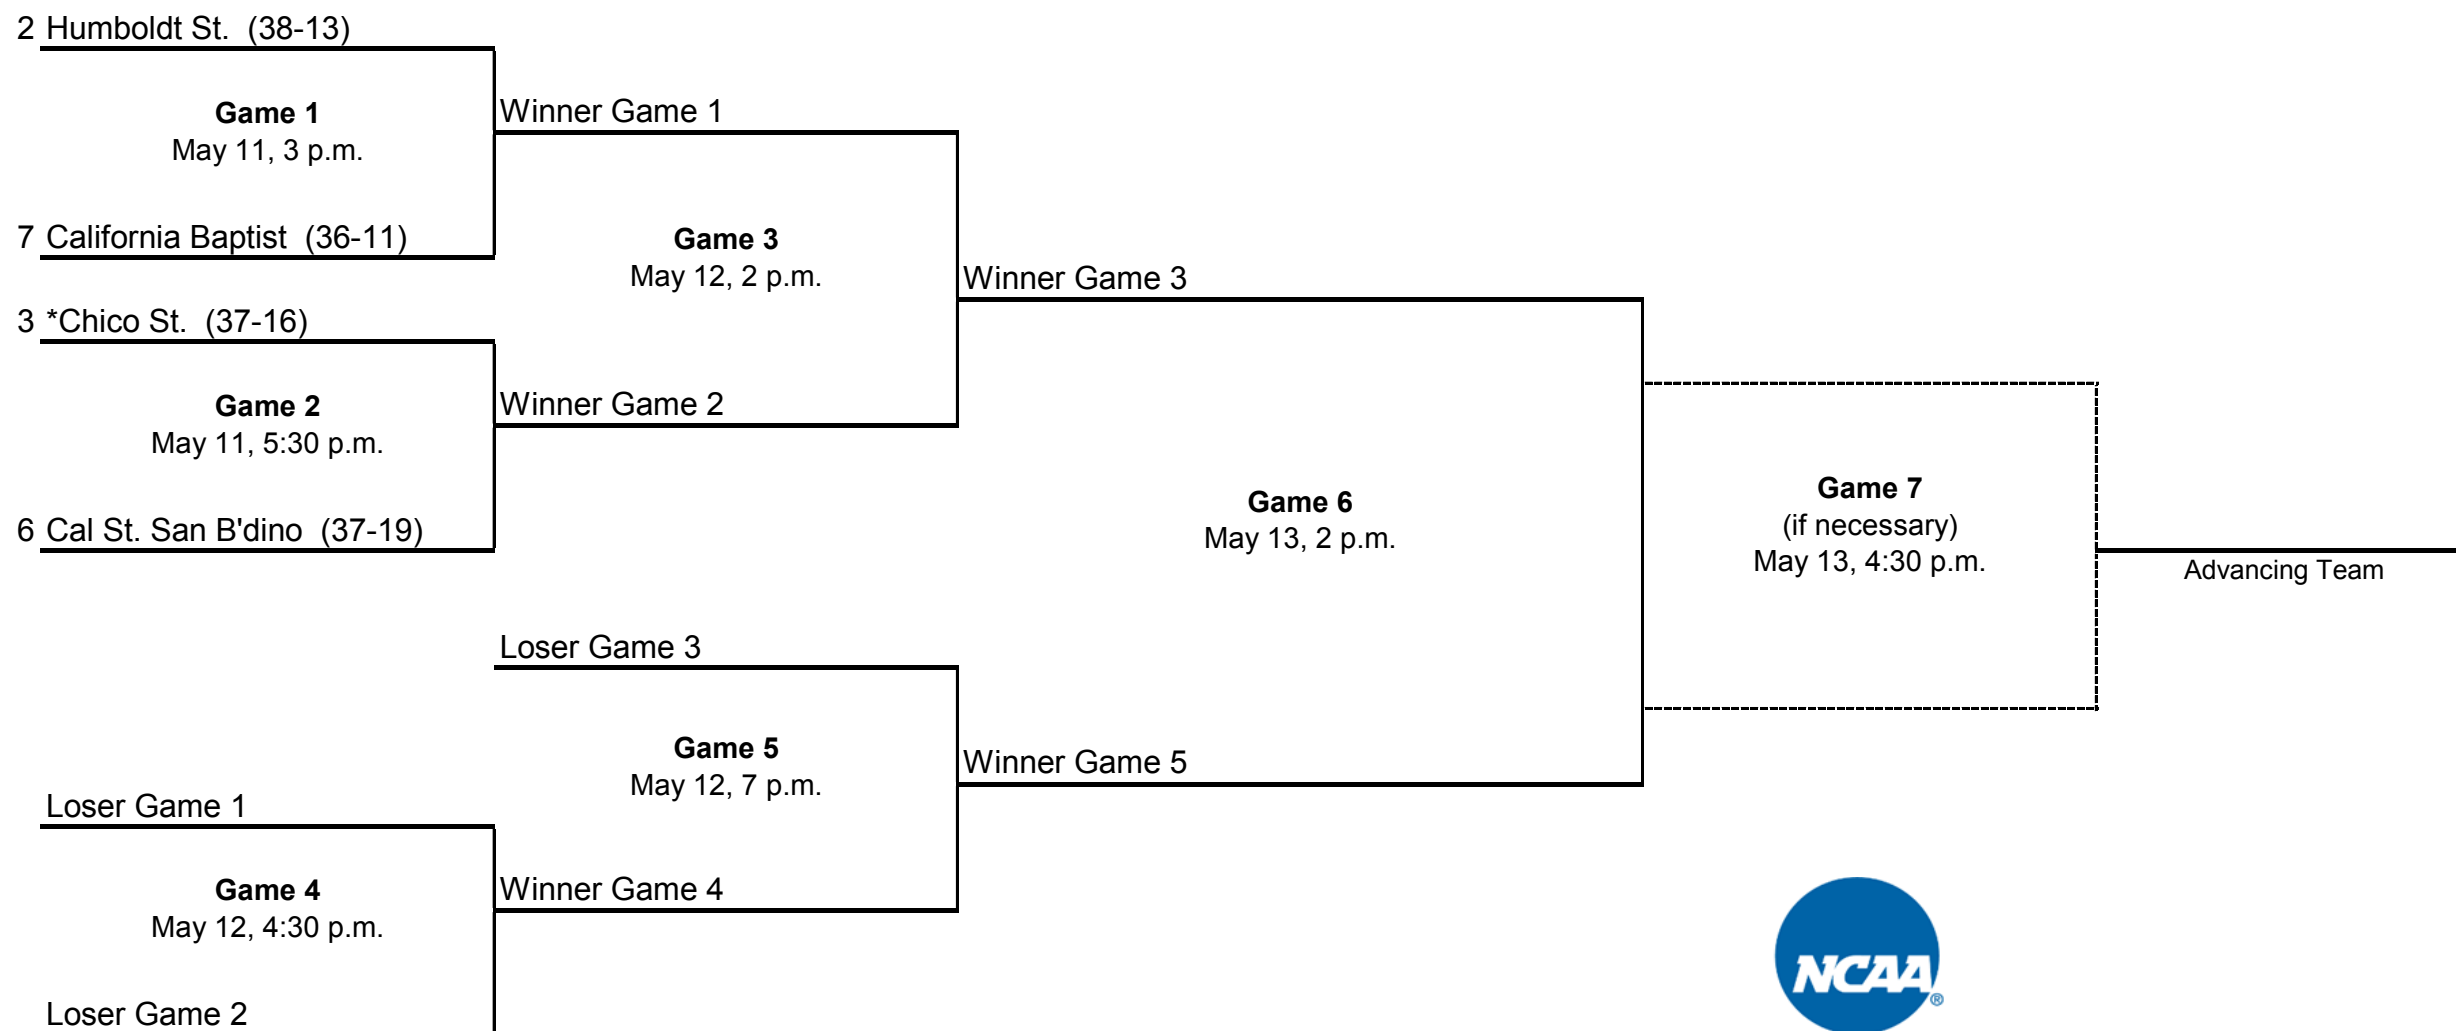 2 Humboldt St. (38-13)
Game 1
May 11, 3 p.m.
7 California Baptist (36-11)
Winner Game 1
3 *Chico St. (37-16)
Game 2
May 11, 5:30 p.m.
6 Cal St. San B'dino (37-19)
Winner Game 2
Game 3
May 12, 2 p.m.
Winner Game 3
Game 6
May 13, 2 p.m.
Game 7
(if necessary)
May 13, 4:30 p.m.
Advancing Team
Loser Game 3
Game 5
May 12, 7 p.m.
Winner Game 5
Loser Game 1
Game 4
May 12, 4:30 p.m.
Winner Game 4
Loser Game 2
NCAA®